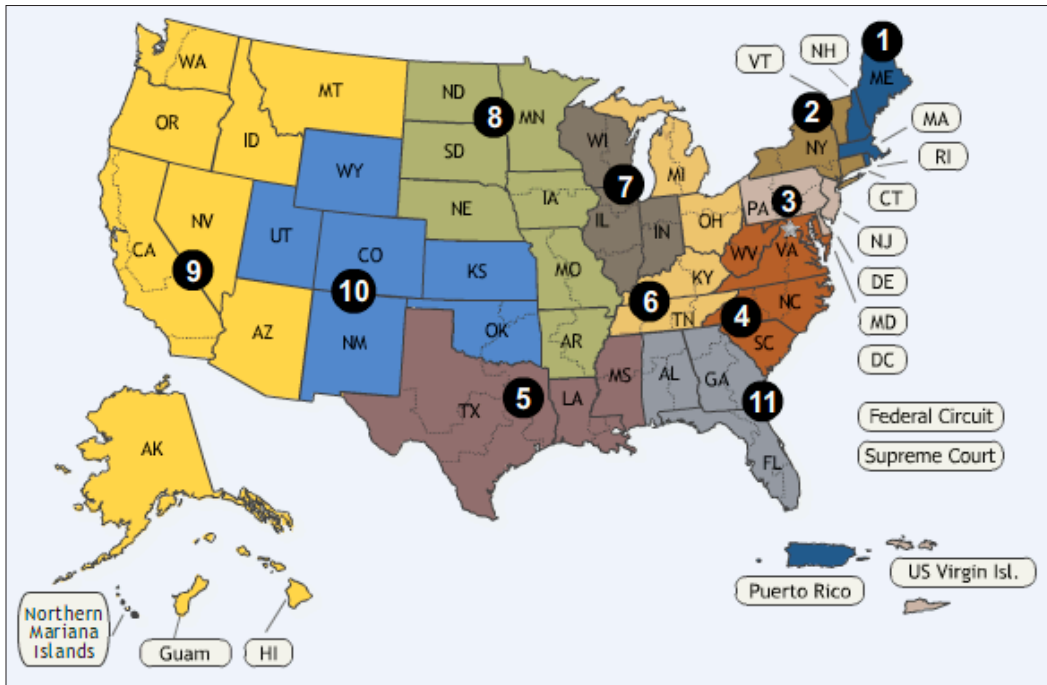 1
NH
VT
WA
ME
MT
ND
2
8
MN
MA
OR
ID
NY
WI
SD
RI
MI
WY
7
CT
IA
PA
3
NE
NV
OH
IL
IN
UT
NJ
CA
CO
WV
VA
9
KS
MO
DE
10
KY
6
NC
MD
TN
4
AZ
OK
NM
AR
SC
DC
MS
AL
GA
5
LA
11
TX
Federal Circuit
AK
Supreme Court
FL
US Virgin Isl.
Puerto Rico
Northern
Mariana
Islands
Guam
HI